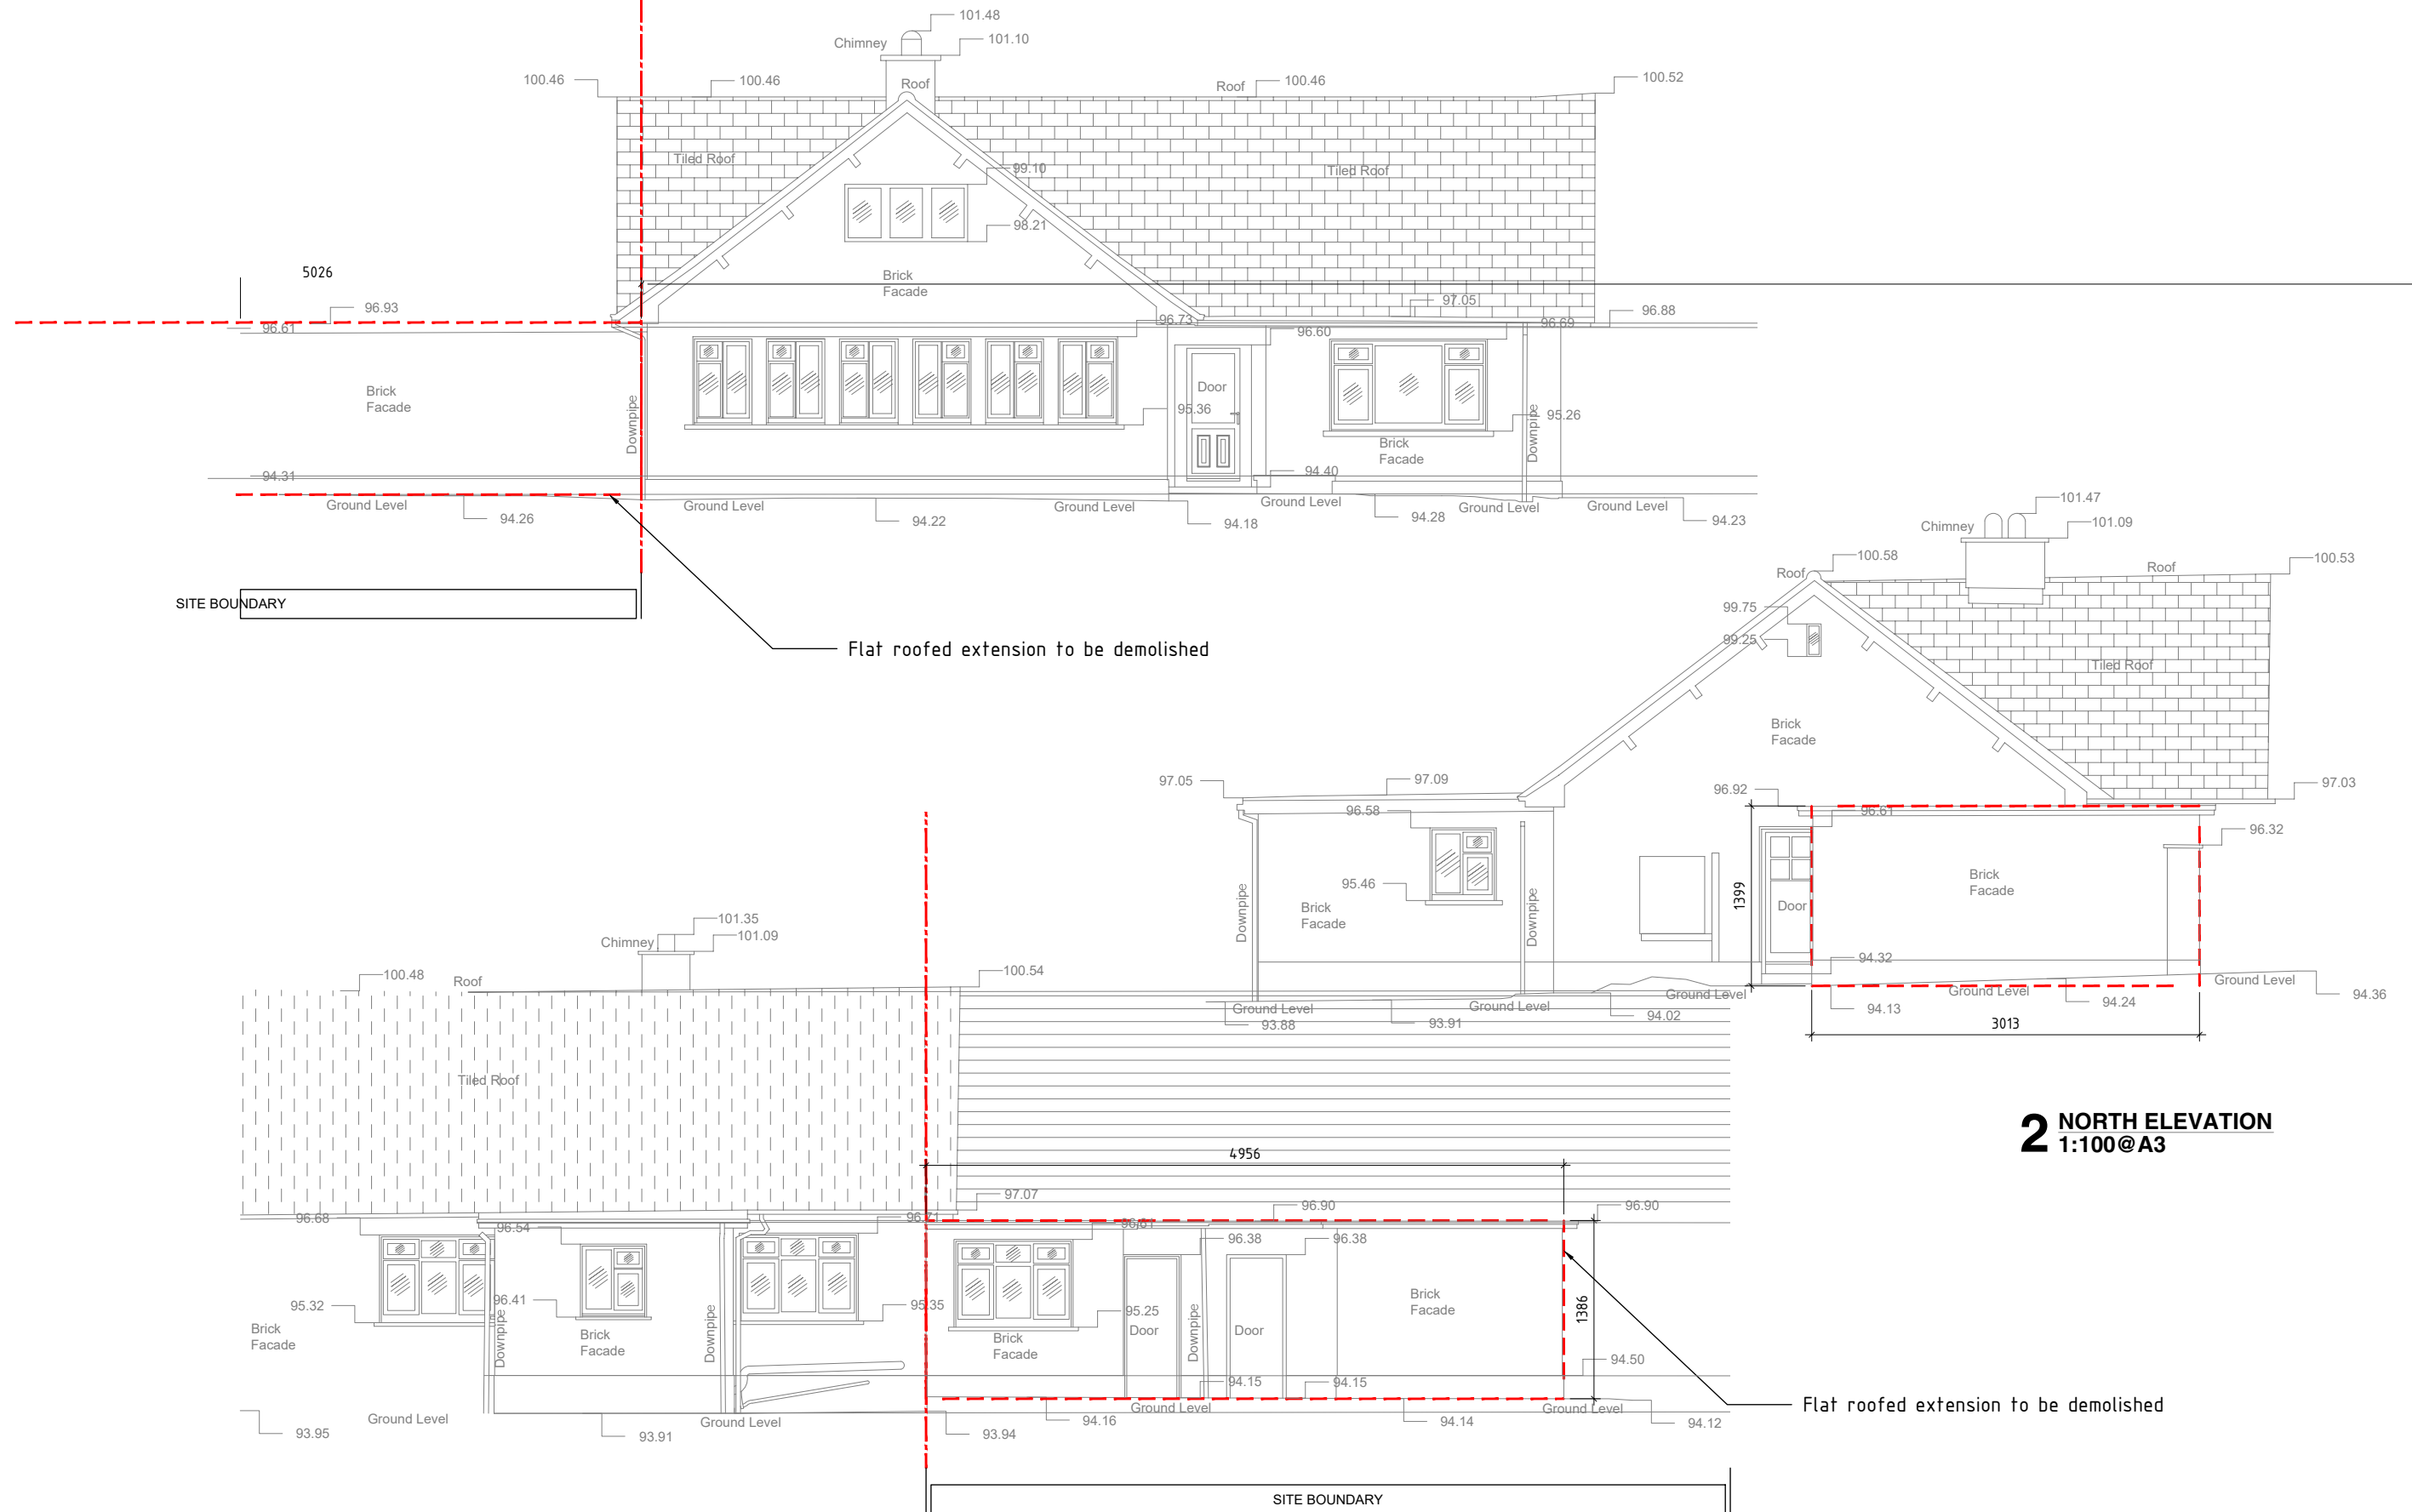 101.48
Chimney
101.10
100.46
100.46
Roof
Roof
100.46
100.52
Tiled Roof
99.10
Tiled Roof
98.21
5026
Brick
Facade
96.93
97.05
96.61
96.73
96.60
96.69
96.88
Brick
Facade
Door
Downpipe
95.36
Downpipe
95.26
Brick
Facade
94.31
94.40
Ground Level
94.26
Ground Level
94.22
Ground Level
94.18
Ground Level
94.28
Ground Level
Ground Level
94.23
SITE BOUNDARY
Flat roofed extension to be demolished
101.47
Chimney
101.09
100.58
Roof
Roof
100.53
99.75
99.25
Tiled Roof
Brick
Facade
97.05
97.09
96.92
97.03
96.58
96.61
96.32
95.46
Brick
Facade
Downpipe
Downpipe
1399
Door
Brick
Facade
94.32
Ground Level
93.88
93.91
Ground Level
94.02
Ground Level
94.13
Ground Level
94.24
Ground Level
94.36
3013
2 NORTH ELEVATION
1:100@A3
101.35
Chimney
101.09
100.48
Roof
100.54
Tiled Roof
4956
97.07
96.68
96.54
96.71
96.61
96.90
96.90
96.38
96.38
95.32
96.41
95.35
95.25
Brick
Facade
Downpipe
Brick
Facade
Downpipe
Brick
Facade
Door
Downpipe
Door
Brick
Facade
1386
94.50
94.15
94.15
93.95
Ground Level
93.91
Ground Level
93.94
94.16
Ground Level
94.14
Ground Level
94.12
Flat roofed extension to be demolished
SITE BOUNDARY